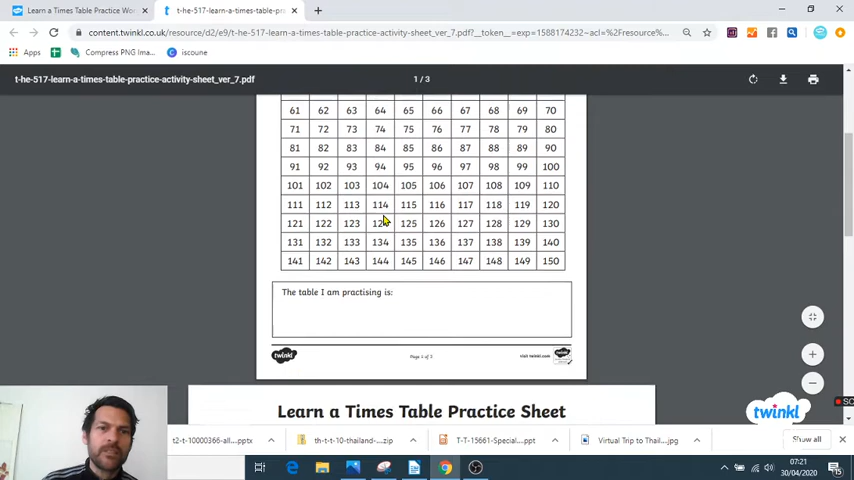 Learn a Times Table Practice Wo
t-he-517-learn-a-times-table-pr
content.twinkl.co.uk/resource/d2/e9/t-he-517-learn-a-times-table-practice-activity-sheet_ver_7.pdf?__token__=exp=1588174232~acl=%2Fresource...
Apps
Compress PNG Imag...
iscoune
t-he-517-learn-a-times-table-practice-activity-sheet_ver_7.pdf
1 / 3
61 62 63 64 65 66 67 68 69 70
71 72 73 74 75 76 77 78 79 80
81 82 83 84 85 86 87 88 89 90
91 92 93 94 95 96 97 98 99 100
101 102 103 104 105 106 107 108 109 110
111 112 113 114 115 116 117 118 119 120
121 122 123 125 126 127 128 129 130
131 132 133 134 135 136 137 138 139 140
141 142 143 144 145 146 147 148 149 150
The table I am practising is:
twinkl
visit twinkl.com
Learn a Times Table Practice Sheet
twinkl
SC
t2-t-10000366-all....pptx
th-t-t-10-thailand-....zip
T-T-15661-Special....ppt
Virtual Trip to Thail....jpg
Show all
07:21
30/04/2020
15